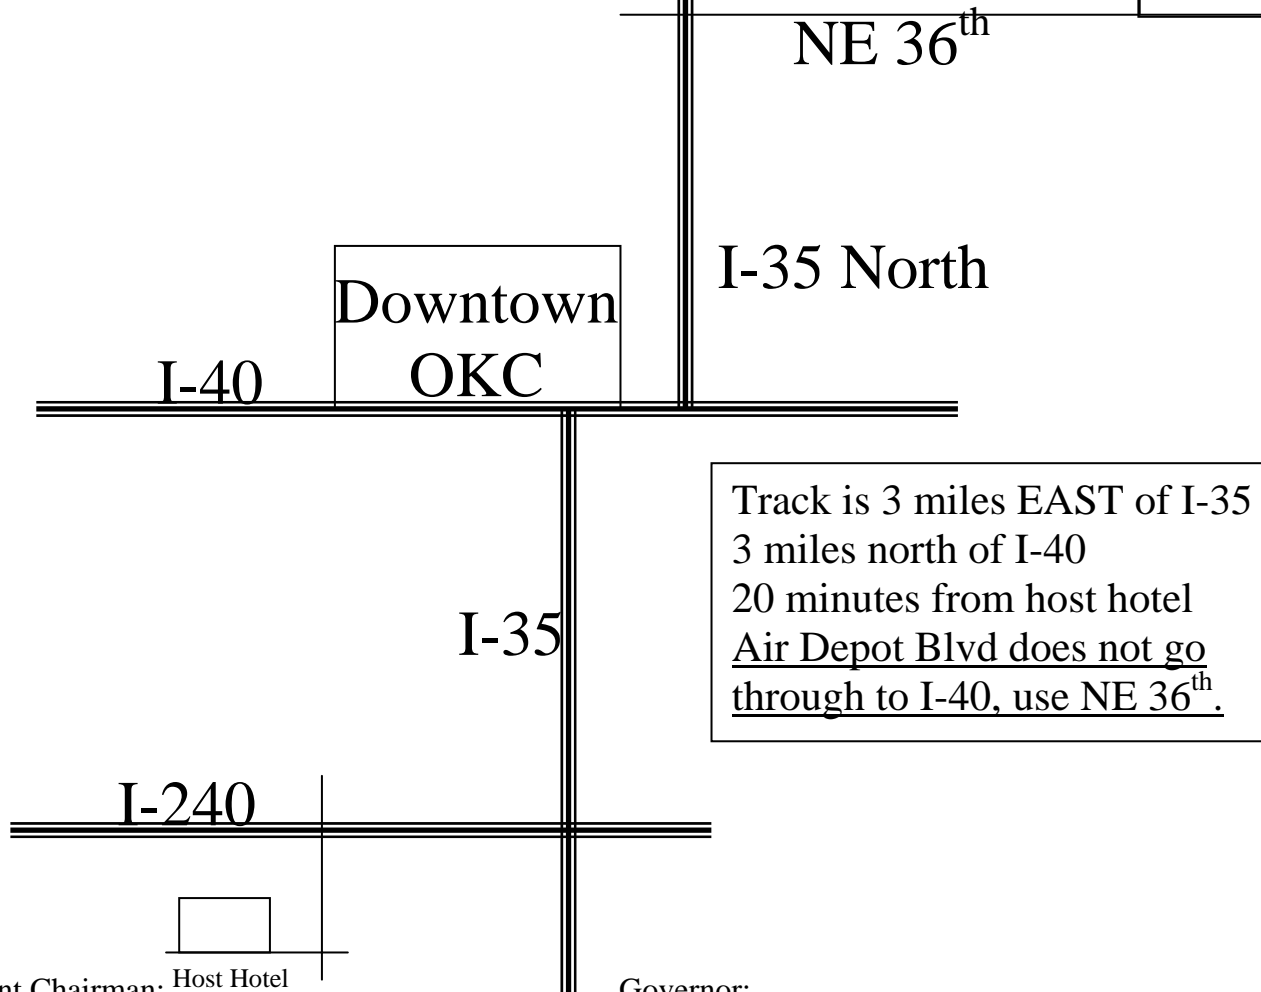 NE 36th
I-35 North
Downtown
OKC
I-40
Track is 3 miles EAST of I-35
3 miles north of I-40
20 minutes from host hotel
Air Depot Blvd does not go
through to I-40, use NE 36th.
I-35
I-240
Host Hotel
nt Chairman:
Governor: